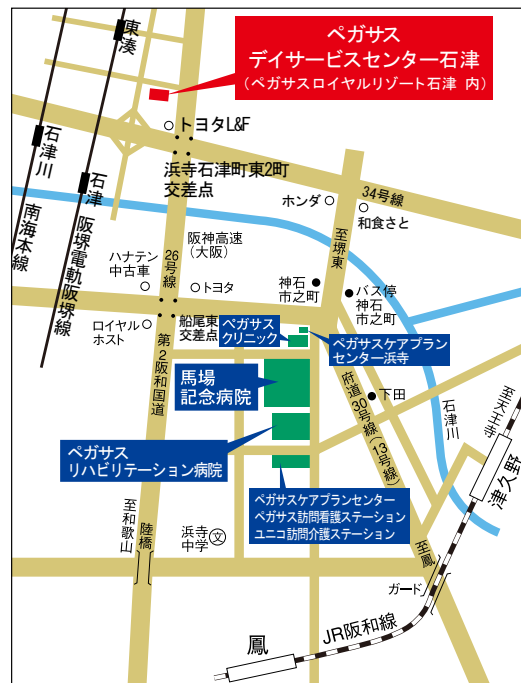 ペガサス
デイサービスセンター石津
(ペガサスロイヤルリゾート石津 内)
東湊
トヨタL&F
石津川
石津
浜寺石津町東2町
交差点
ホンダ
34号線
和食さと
南海本線
阪堺電軌阪堺線
阪神高速
(大阪)
至堺東
ハナテン
中古車
26号線
トヨタ
神石
市之町
バス停
神石
市之町
ロイヤル
ホスト
船尾東
交差点
ペガサス
クリニック
ペガサスケアプラン
センター浜寺
第2阪和国道
馬場
記念病院
府道30号線(13号線)
下田
石津川
至天王寺
津久野
ペガサス
リハビリテーション病院
ペガサスケアプランセンター
ペガサス訪問看護ステーション
ユニコ訪問介護ステーション
至和歌山
陸橋
浜寺
中学
文
至鳳
ガード
JR阪和線
鳳